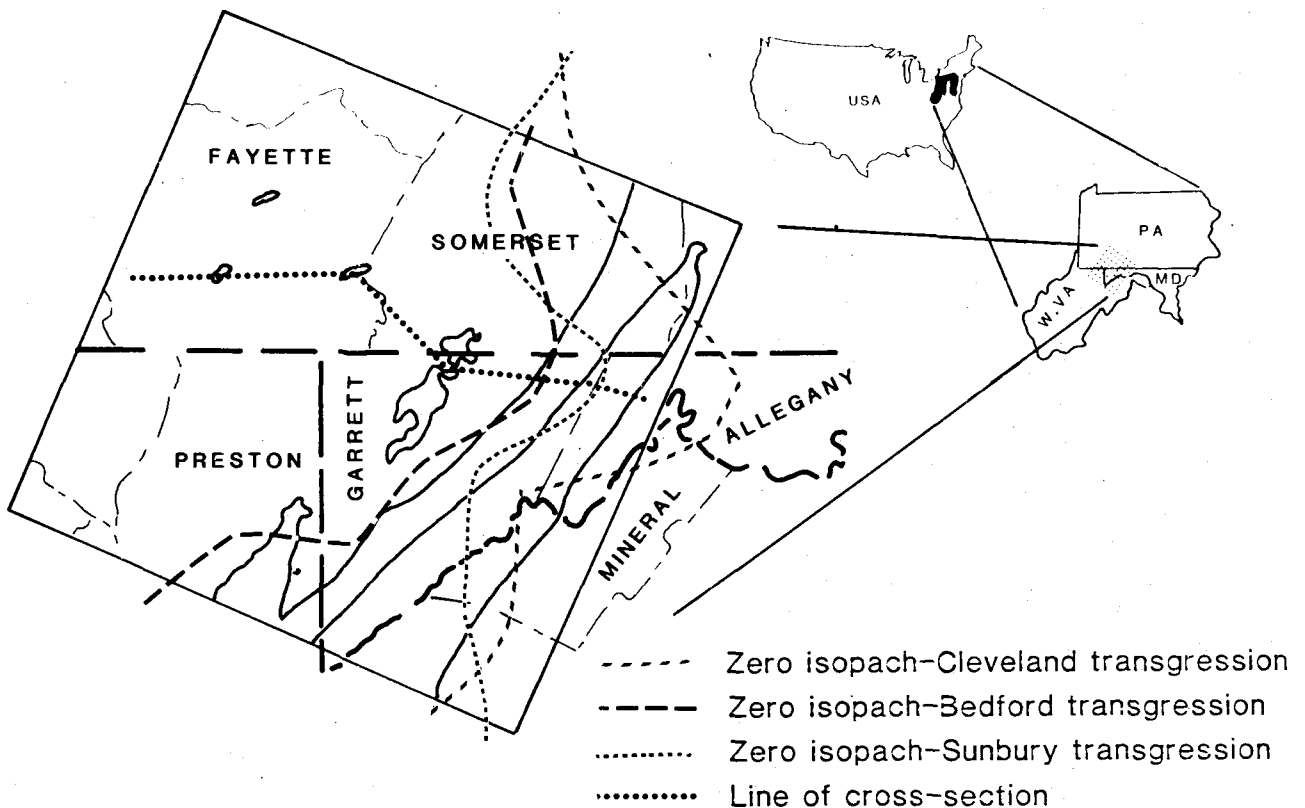 FAYETTE
SOMERSET
GARRETT
PRESTON
ALLEGANY
MINERAL
USA
PA
MD
W.VA
Zero isopach-Cleveland transgression
Zero isopach-Bedford transgression
Zero isopach-Sunbury transgression
Line of cross-section